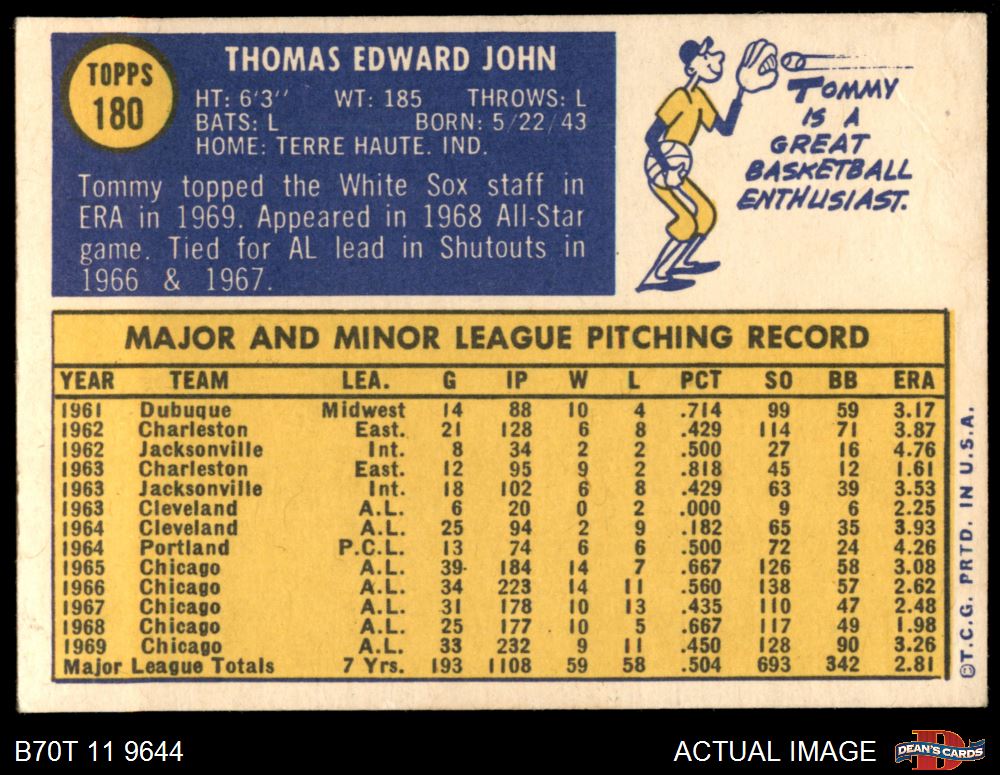 TOPPS
180
THOMAS EDWARD JOHN
HT: 6'3'' WT: 185 THROWS: L
BATS: L BORN: 5/22/43
HOME: TERRE HAUTE. IND.
Tommy topped the White Sox staff in
ERA in 1969. Appeared in 1968 All-Star
game. Tied for AL lead in Shutouts in
1966 & 1967.
TOMMY
IS A
GREAT
BASKETBALL
ENTHUSIAST.
MAJOR AND MINOR LEAGUE PITCHING RECORD
YEAR TEAM LEA. G IP W L PCT SO BB ERA
1961 Dubuque Midwest 14 88 10 4 .714 99 59 3.17
1962 Charleston East. 21 128 6 8 .429 114 71 3.87
1962 Jacksonville Int. 8 34 2 2 .500 27 16 4.76
1963 Charleston East. 12 95 9 2 .818 45 12 1.61
1963 Jacksonville Int. 18 102 6 8 .429 63 39 3.53
1963 Cleveland A.L. 6 20 0 2 .000 9 6 2.25
1964 Cleveland A.L. 25 94 2 9 .182 65 35 3.93
1964 Portland P.C.L. 13 74 6 6 .500 72 24 4.26
1965 Chicago A.L. 39 184 14 7 .667 126 58 3.08
1966 Chicago A.L. 34 223 14 11 .560 138 57 2.62
1967 Chicago A.L. 31 178 10 13 .435 110 47 2.48
1968 Chicago A.L. 25 177 10 5 .667 117 49 1.98
1969 Chicago A.L. 33 232 9 11 .450 128 90 3.26
Major League Totals 7 Yrs. 193 1108 59 58 .504 693 342 2.81
©T.C.G. PRTD. IN U.S.A.
B70T 11 9644
ACTUAL IMAGE
D
DEAN'S CARDS